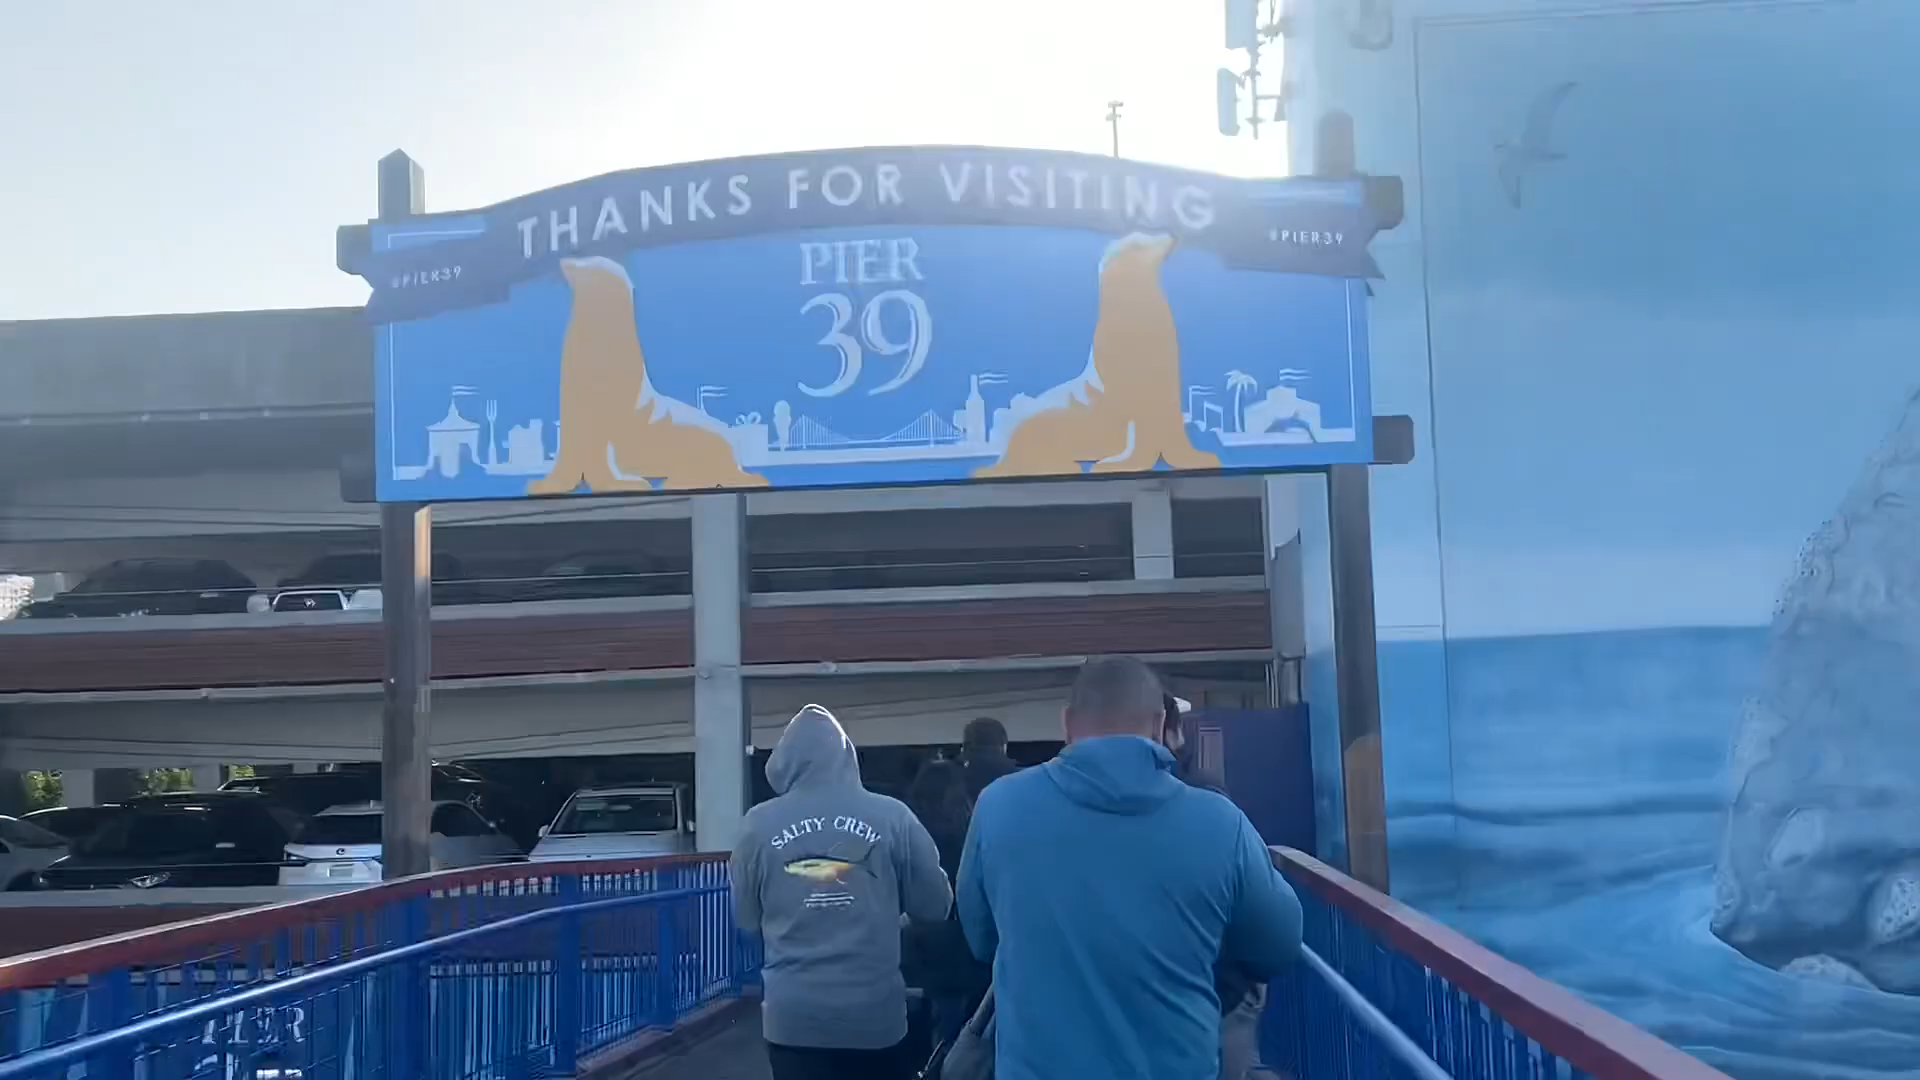 THANKS FOR VISITING
@PIER39
#PIER39
PIER
39
SALTY CREW
PIER